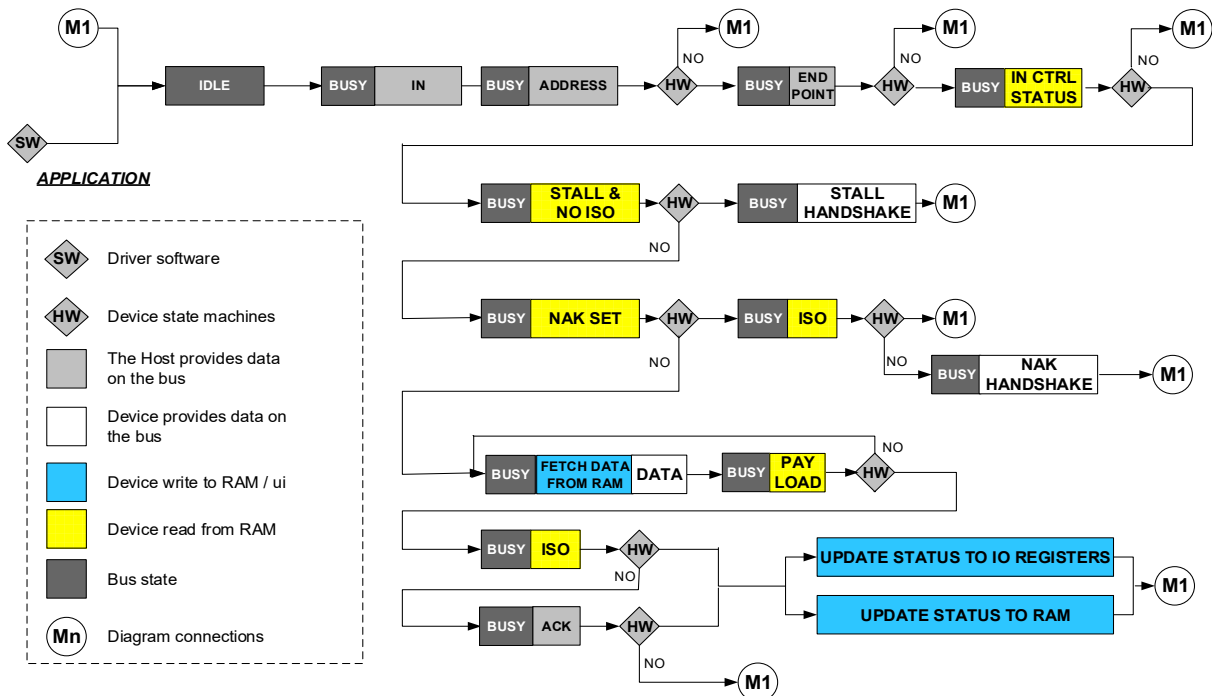 M1
M1
M1
M1
NO
NO
NO
IDLE
BUSY
IN
BUSY
ADDRESS
HW
BUSY
END
POINT
HW
BUSY
IN CTRL
STATUS
HW
SW
APPLICATION
BUSY
STALL &
NO ISO
HW
BUSY
STALL
HANDSHAKE
M1
NO
BUSY
NAK SET
HW
BUSY
ISO
HW
M1
NO
NO
BUSY
NAK
HANDSHAKE
M1
NO
BUSY
FETCH DATA
FROM RAM
DATA
BUSY
PAY
LOAD
HW
BUSY
ISO
HW
NO
UPDATE STATUS TO IO REGISTERS
M1
BUSY
ACK
HW
UPDATE STATUS TO RAM
NO
M1
SW
Driver software
HW
Device state machines
The Host provides data
on the bus
Device provides data on
the bus
Device write to RAM / ui
Device read from RAM
Bus state
Mn
Diagram connections